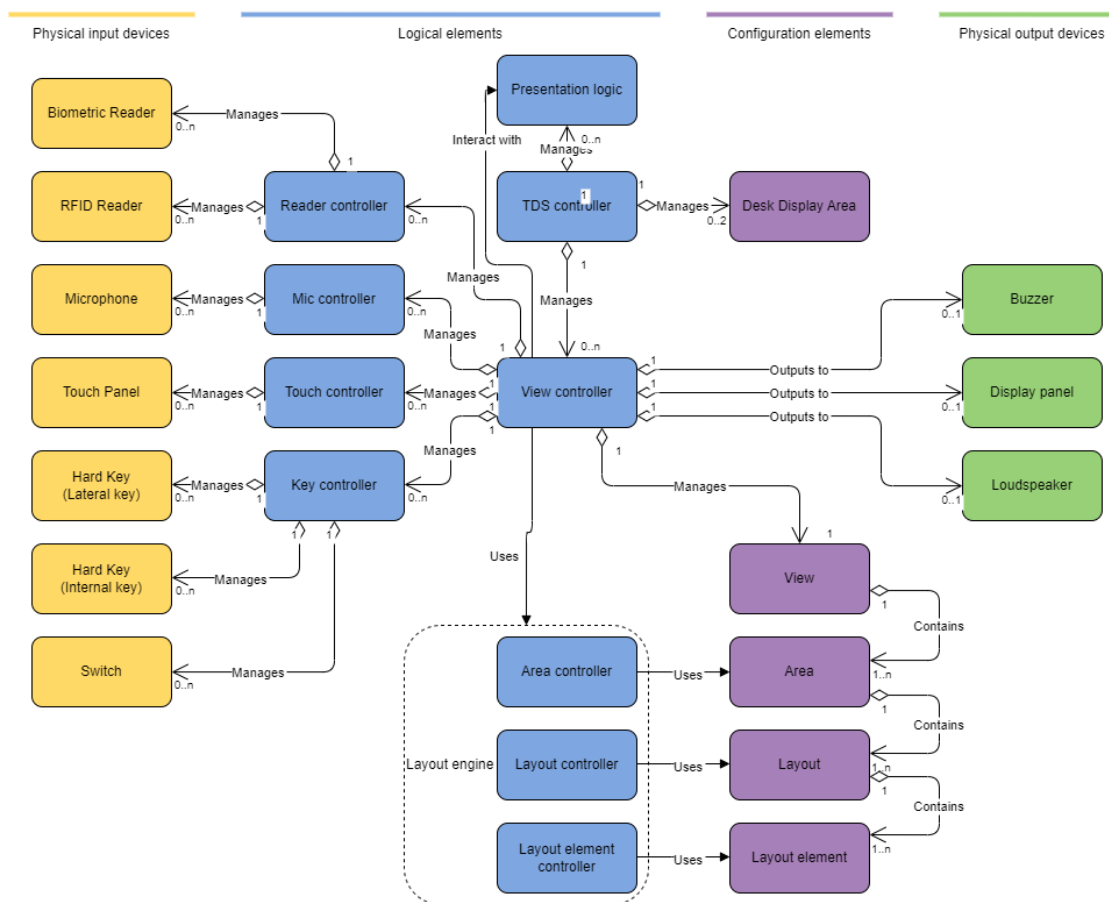 Physical input devices
Logical elements
Configuration elements
Physical output devices
Biometric Reader
Manages
0..n
1
Interact with
Presentation logic
0..n
Manages
RFID Reader
Manages
0..n
1
Reader controller
0..n
TDS controller
1
1
Manages
0..2
Desk Display Area
1
Manages
Manages
0..n
Microphone
Manages
0..n
1
Mic controller
0..n
Manages
1
1
Buzzer
0..1
Outputs to
1
Touch Panel
Manages
0..n
1
Touch controller
0..n
Manages
1
View controller
1
Outputs to
0..1
Display panel
1
Outputs to
Hard Key
(Lateral key)
Manages
0..n
1
Key controller
0..n
Manages
1
1
Manages
1
Loudspeaker
0..1
1
1
Hard Key
(Internal key)
Manages
0..n
Uses
View
1
Contains
Switch
Manages
0..n
Area controller
Uses
Area
1..n
1
Contains
Layout engine
Layout controller
Uses
Layout
1..n
1
Contains
Layout element
controller
Uses
Layout element
1..n